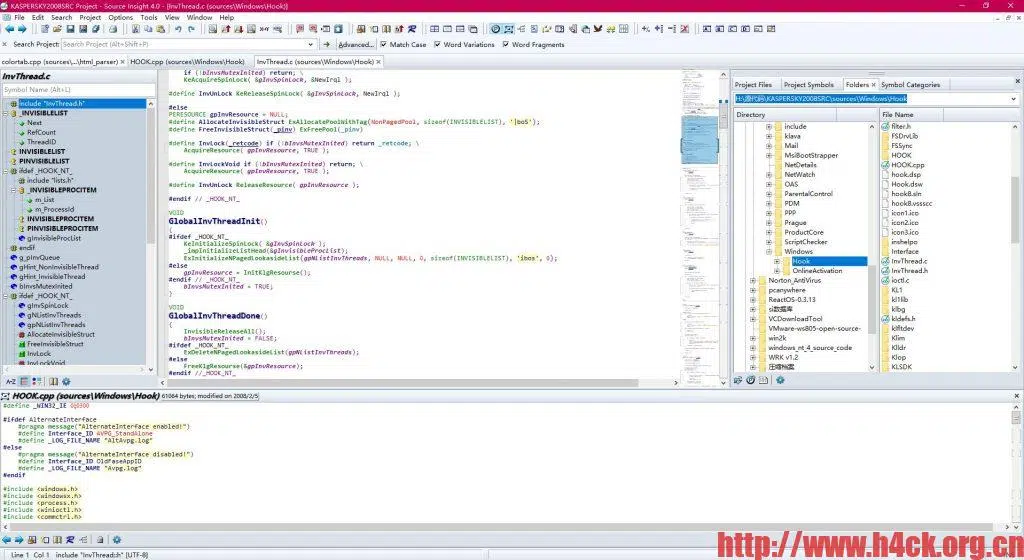 KASPERSKY2008SRC Project - Source Insight 4.0 - [InvThread.c (sources\Windows\Hook)]
File Edit Search Project Options Tools View Window Help
Search Project: Search Project (Alt+Shift+P) Advanced... Match Case Word Variations Word Fragments
colortab.cpp (sources\...\html_parser) HOOK.cpp (sources\Windows\Hook) InvThread.c (sources\Windows\Hook)
InvThread.c
Symbol Name (Alt+L)
include "InvThread.h"
_INVISIBLELIST
Next
RefCount
ThreadID
INVISIBLELIST
PINVISIBLELIST
ifdef _HOOK_NT_
include "lists.h"
_INVISIBLEPROCITEM
m_List
m_ProcessId
INVISIBLEPROCITEM
PINVISIBLEPROCITEM
gInvisibleProcList
endif
g_pInvQueue
gHint_NonInvisibleThread
gHint_InvisibleThread
bInvsMutexInited
ifdef _HOOK_NT_
gInvSpinLock
gNListInvThreads
gpNListInvThreads
AllocateInvisibleStruct
FreeInvisibleStruct
InvLock
InvLockVoid
A-Z
if (!bInvsMutexInited) return; \
KeAcquireSpinLock( &gInvSpinLock, &NewIrql );
#define InvUnLock KeReleaseSpinLock( &gInvSpinLock, NewIrql );
#else
PERESOURCE gpInvResource = NULL;
#define AllocateInvisibleStruct ExAllocatePoolWithTag(NonPagedPool, sizeof(INVISIBLELIST), '|boS');
#define FreeInvisibleStruct(_pinv) ExFreePool(_pinv)
#define InvLock(_retcode) if (!bInvsMutexInited) return _retcode; \
AcquireResource( gpInvResource, TRUE );
#define InvLockVoid if (!bInvsMutexInited) return; \
AcquireResource( gpInvResource, TRUE );
#define InvUnLock ReleaseResource( gpInvResource );
#endif // _HOOK_NT_
VOID
GlobalInvThreadInit()
{
#ifdef _HOOK_NT_
KeInitializeSpinLock( &gInvSpinLock );
_impInitializeListHead(&gInvisibleProcList);
ExInitializeNPagedLookasideList(gpNListInvThreads, NULL, NULL, 0, sizeof(INVISIBLELIST), 'ibos', 0);
#else
gpInvResource = InitKlgResourse();
#endif // _HOOK_NT_
bInvsMutexInited = TRUE;
}
VOID
GlobalInvThreadDone()
{
InvisibleReleaseAll();
bInvsMutexInited = FALSE;
#ifdef _HOOK_NT_
ExDeleteNPagedLookasideList(gpNListInvThreads);
#else
FreeKlgResourse(&gpInvResource);
#endif //_HOOK_NT_
Project Files Project Symbols Folders Symbol Categories
H:\源代码\KASPERSKY2008SRC\sources\Windows\Hook
Directory
include
klava
Mail
MsiBootStrapper
NetDetails
NetWatch
OAS
ParentalControl
PDM
PPP
Prague
ProductCore
ScriptChecker
Windows
Hook
OnlineActivation
Norton_AntiVirus
pcanywhere
ReactOS-0.3.13
si数据库
VCDownloadTool
VMware-ws805-open-source-
win2k
windows_nt_4_source_code
WRK v1.2
压缩档案
File Name
filter.h
FSDrvLib
FSSync
HOOK
HOOK.cpp
hook.dsp
Hook.dsw
hook8.sln
hook8.vssscc
icon1.ico
icon2.ico
icon3.ico
inshelpo
Interface
InvThread.c
InvThread.h
ioctl.c
KL1
kl1lib
klbg
kldefs.h
klfltdev
Klim
Klldr
Klop
KLSDK
HOOK.cpp (sources\Windows\Hook) 61064 bytes; modified on 2008/2/5
#define _WIN32_IE 0x0300
#ifdef AlternateInterface
#pragma message("AlternateInterface enabled!")
#define Interface_ID AVPG_StandAlone
#define _LOG_FILE_NAME "AltAvpg.log"
#else
#pragma message("AlternateInterface disabled!")
#define Interface_ID OldFaseAppID
#define _LOG_FILE_NAME "Avpg.log"
#endif
#include <windows.h>
#include <windowsx.h>
#include <process.h>
#include <winioctl.h>
#include <commctrl.h>
Line 1 Col 1 include "InvThread.h" [UTF-8]
http://www.h4ck.org.cn